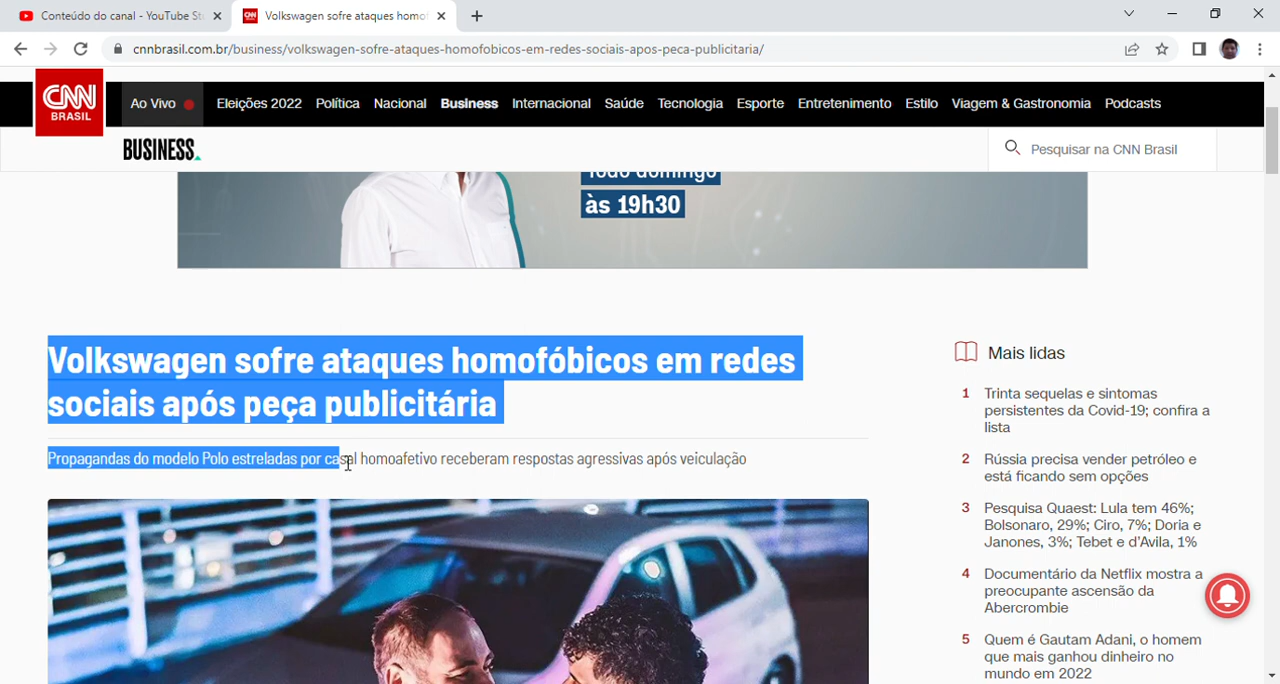 Conteúdo do canal - YouTube St
Volkswagen sofre ataques homof
cnnbrasil.com.br/business/volkswagen-sofre-ataques-homofobicos-em-redes-sociais-apos-peca-publicitaria/
CNN
BRASIL
Ao Vivo
Eleições 2022
Política
Nacional
Business
Internacional
Saúde
Tecnologia
Esporte
Entretenimento
Estilo
Viagem & Gastronomia
Podcasts
BUSINESS
Pesquisar na CNN Brasil
Todo domingo
às 19h30
Volkswagen sofre ataques homofóbicos em redes
sociais após peça publicitária
Propagandas do modelo Polo estreladas por casal homoafetivo receberam respostas agressivas após veiculação
Mais lidas
1 Trinta sequelas e sintomas
persistentes da Covid-19; confira a
lista
2 Rússia precisa vender petróleo e
está ficando sem opções
3 Pesquisa Quaest: Lula tem 46%;
Bolsonaro, 29%; Ciro, 7%; Doria e
Janones, 3%; Tebet e d'Avila, 1%
4 Documentário da Netflix mostra a
preocupante ascensão da
Abercrombie
5 Quem é Gautam Adani, o homem
que mais ganhou dinheiro no
mundo em 2022